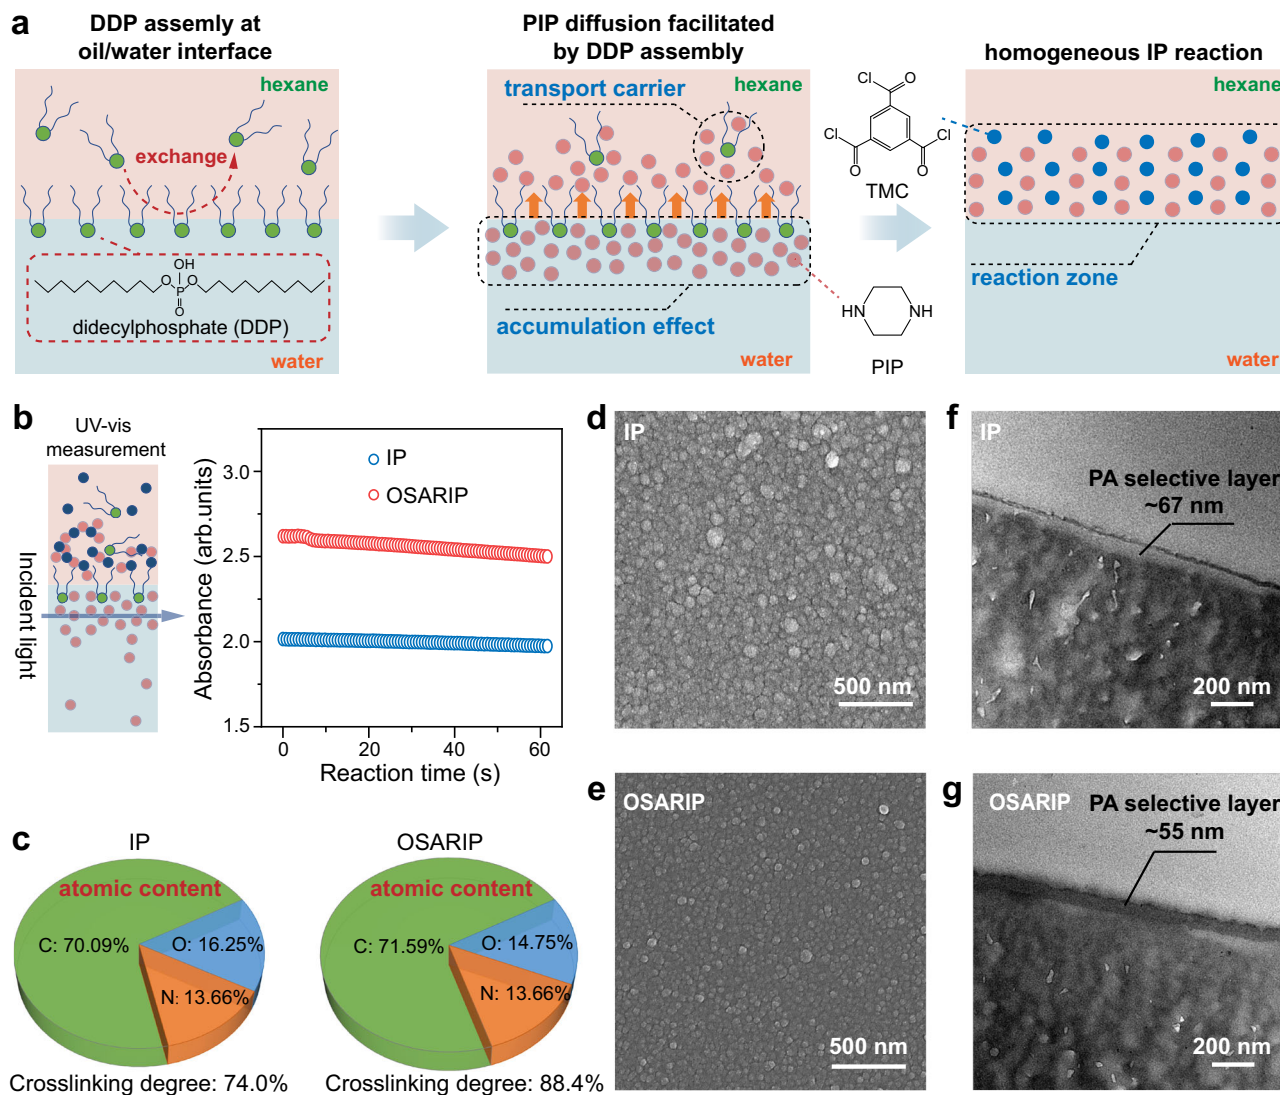 a
DDP assemly at
oil/water interface
hexane
exchange
OH
O
P
O
O
didecylphosphate (DDP)
water
PIP diffusion facilitated
by DDP assembly
transport carrier
hexane
accumulation effect
water
Cl
O
Cl
Cl
O
O
TMC
HN
NH
PIP
homogeneous IP reaction
hexane
reaction zone
water
b
UV-vis
measurement
Incident light
Absorbance (arb.units)
3.0
2.5
2.0
1.5
IP
OSARIP
0
20
40
60
Reaction time (s)
c
IP
atomic content
C: 70.09%
O: 16.25%
N: 13.66%
Crosslinking degree: 74.0%
OSARIP
atomic content
C: 71.59%
O: 14.75%
N: 13.66%
Crosslinking degree: 88.4%
d
IP
500 nm
e
OSARIP
500 nm
f
IP
PA selective layer
~67 nm
200 nm
g
OSARIP
PA selective layer
~55 nm
200 nm